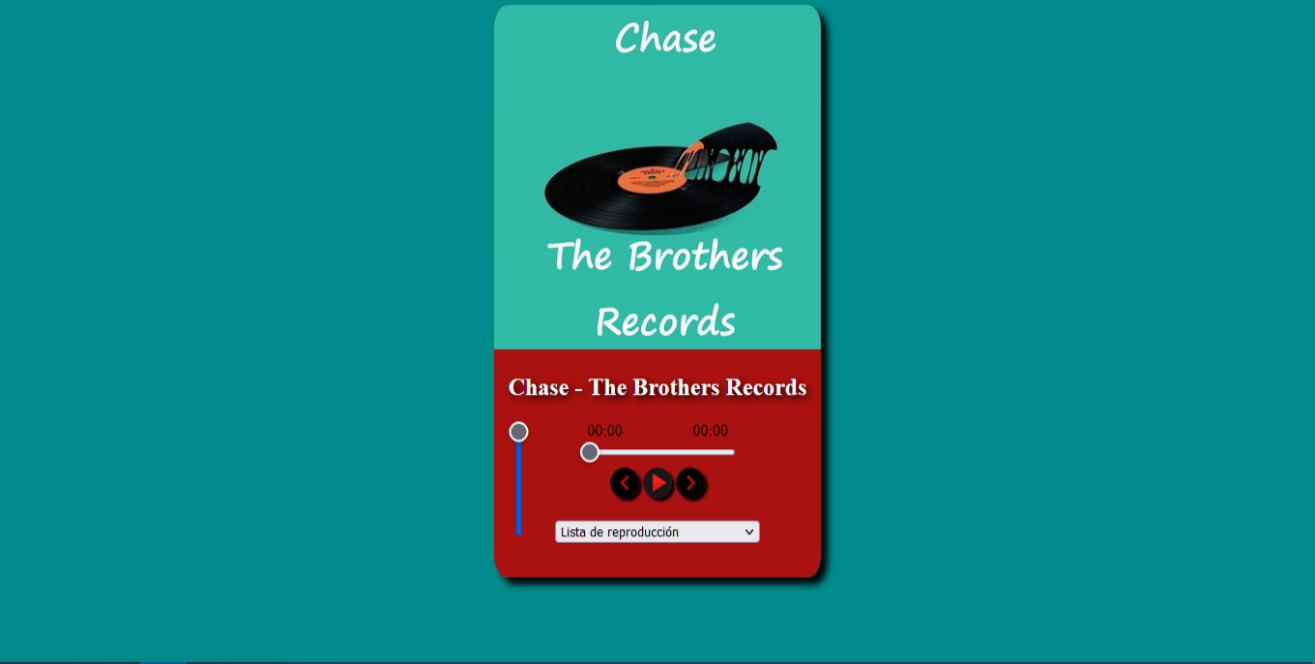 Chase
The Brothers
Records
Chase - The Brothers Records
00:00 00:00
Lista de reproducción